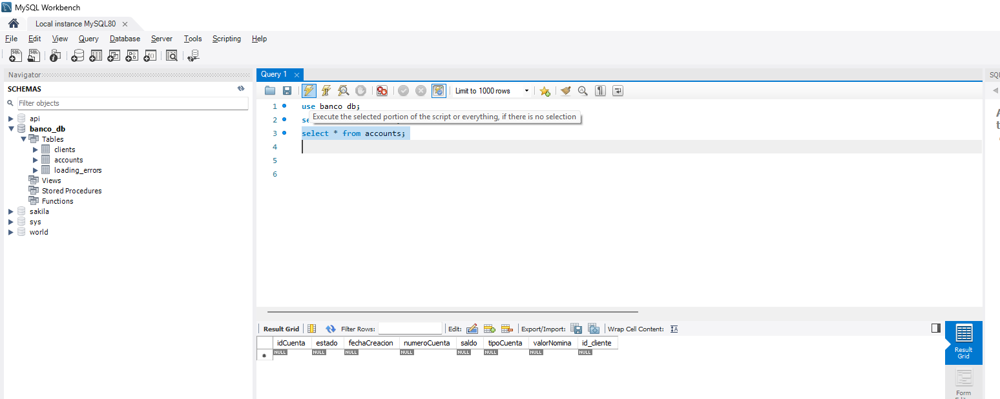 MySQL Workbench
Local instance MySQL80
File Edit View Query Database Server Tools Scripting Help
Navigator
SCHEMAS
Filter objects
api
banco_db
Tables
clients
accounts
loading_errors
Views
Stored Procedures
Functions
sakila
sys
world
Query 1
Limit to 1000 rows
1 use banco_db;
2 se
Execute the selected portion of the script or everything, if there is no selection
3 select * from accounts;
4
5
6
Result Grid Filter Rows: Edit: Export/Import: Wrap Cell Content:
idCuenta estado fechaCreacion numeroCuenta saldo tipoCuenta valorNomina id_cliente
NULL NULL NULL NULL NULL NULL NULL NULL
Result
Grid
Form
SQL